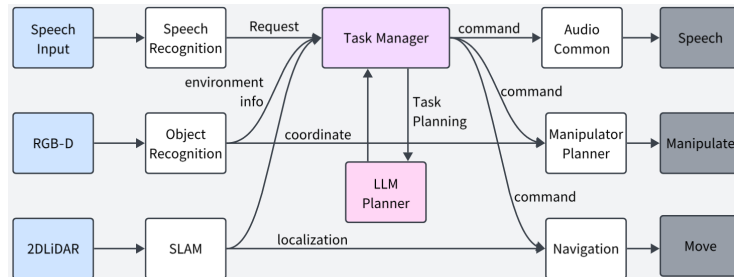 Speech
Input
Speech
Recognition
Request
Task Manager
command
Audio
Common
Speech
environment
info
Task
Planning
command
RGB-D
Object
Recognition
coordinate
Manipulator
Planner
Manipulate
LLM
Planner
command
2DLiDAR
SLAM
localization
Navigation
Move